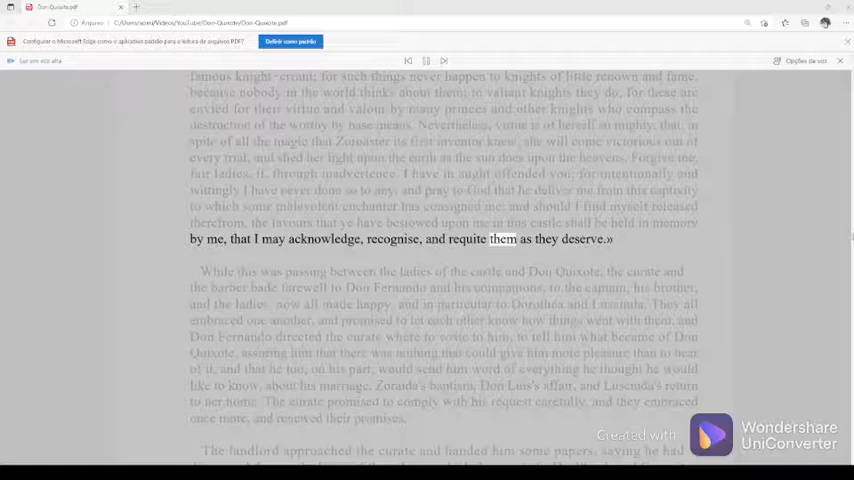 Don-Quixote.pdf
Arquivo
C:/Users/azeni/Videos/YouTube/Don-Quixote/Don-Quixote.pdf
Configurar o Microsoft Edge como o aplicativo padrão para a leitura de arquivos PDF?
Definir como padrão
Ler em voz alta
Opções de voz
famous knight-errant; for such things never happen to knights of little renown and fame,
because nobody in the world thinks about them; to valiant knights they do, for these are
envied for their virtue and valour by many princes and other knights who compass the
destruction of the worthy by base means. Nevertheless, virtue is of herself so mighty, that, in
spite of all the magic that Zoroaster its first inventor knew, she will come victorious out of
every trial, and shed her light upon the earth as the sun does upon the heavens. Forgive me,
fair ladies, if, through inadvertence, I have in aught offended you; for intentionally and
wittingly I have never done so to any; and pray to God that he deliver me from this captivity
to which some malevolent enchanter has consigned me; and should I find myself released
therefrom, the favours that ye have bestowed upon me in this castle shall be held in memory
by me, that I may acknowledge, recognise, and requite them as they deserve.»
While this was passing between the ladies of the castle and Don Quixote, the curate and
the barber bade farewell to Don Fernando and his companions, to the captain, his brother,
and the ladies, now all made happy, and in particular to Dorothea and Luscinda. They all
embraced one another, and promised to let each other know how things went with them, and
Don Fernando directed the curate where to write to him, to tell him what became of Don
Quixote, assuring him that there was nothing that could give him more pleasure than to hear
of it, and that he too, on his part, would send him word of everything he thought he would
like to know, about his marriage, Zoraida's baptism, Don Luis's affair, and Luscinda's return
to her home. The curate promised to comply with his request carefully, and they embraced
once more, and renewed their promises.
The landlord approached the curate and handed him some papers, saying he had
Created with
Wondershare
UniConverter